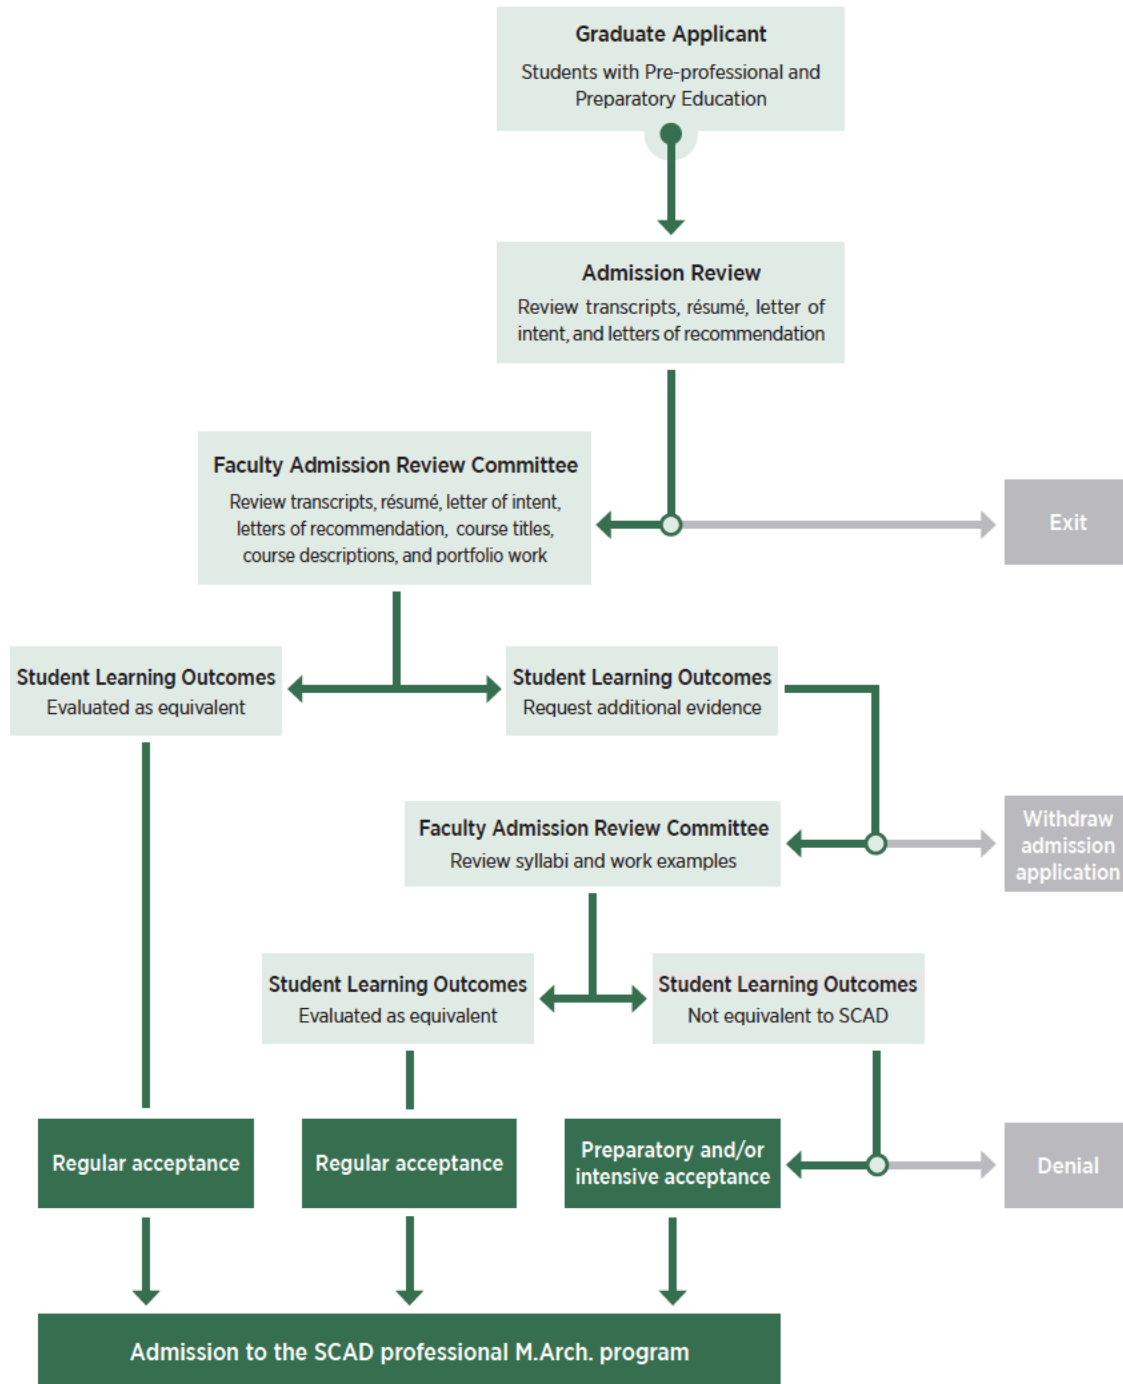 Graduate Applicant
Students with Pre-professional and
Preparatory Education
Admission Review
Review transcripts, résumé, letter of
intent, and letters of recommendation
Faculty Admission Review Committee
Review transcripts, résumé, letter of intent,
letters of recommendation, course titles,
course descriptions, and portfolio work
Exit
Student Learning Outcomes
Evaluated as equivalent
Student Learning Outcomes
Request additional evidence
Faculty Admission Review Committee
Review syllabi and work examples
Withdraw
admission
application
Student Learning Outcomes
Evaluated as equivalent
Student Learning Outcomes
Not equivalent to SCAD
Regular acceptance
Regular acceptance
Preparatory and/or
intensive acceptance
Denial
Admission to the SCAD professional M.Arch. program